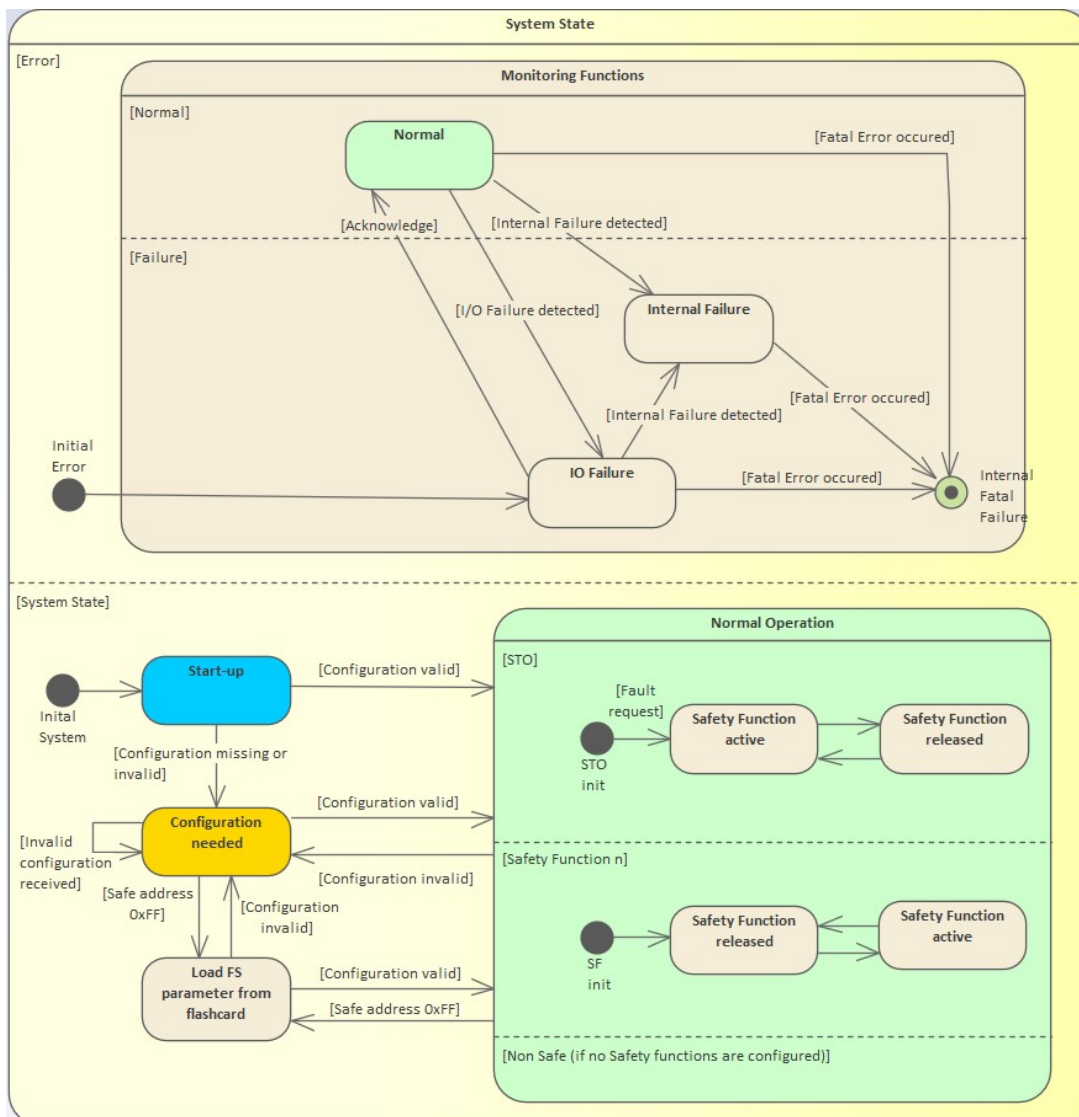 System State
[Error]
Monitoring Functions
[Normal]
Normal
[Fatal Error occured]
[Acknowledge]
[Internal Failure detected]
[Failure]
[I/O Failure detected]
Internal Failure
[Fatal Error occured]
[Internal Failure detected]
Initial
Error
IO Failure
[Fatal Error occured]
Internal
Fatal
Failure
[System State]
Normal Operation
Start-up
[Configuration valid]
[STO]
Inital
System
[Fault
request]
Safety Function
active
Safety Function
released
STO
init
[Configuration missing or
invalid]
Configuration
needed
[Configuration valid]
[Invalid
configuration
received]
[Configuration invalid]
[Safety Function n]
[Safe address
0xFF]
[Configuration
invalid]
Safety Function
released
Safety Function
active
SF
init
Load FS
parameter from
flashcard
[Configuration valid]
[Safe address 0xFF]
[Non Safe (if no Safety functions are configured)]